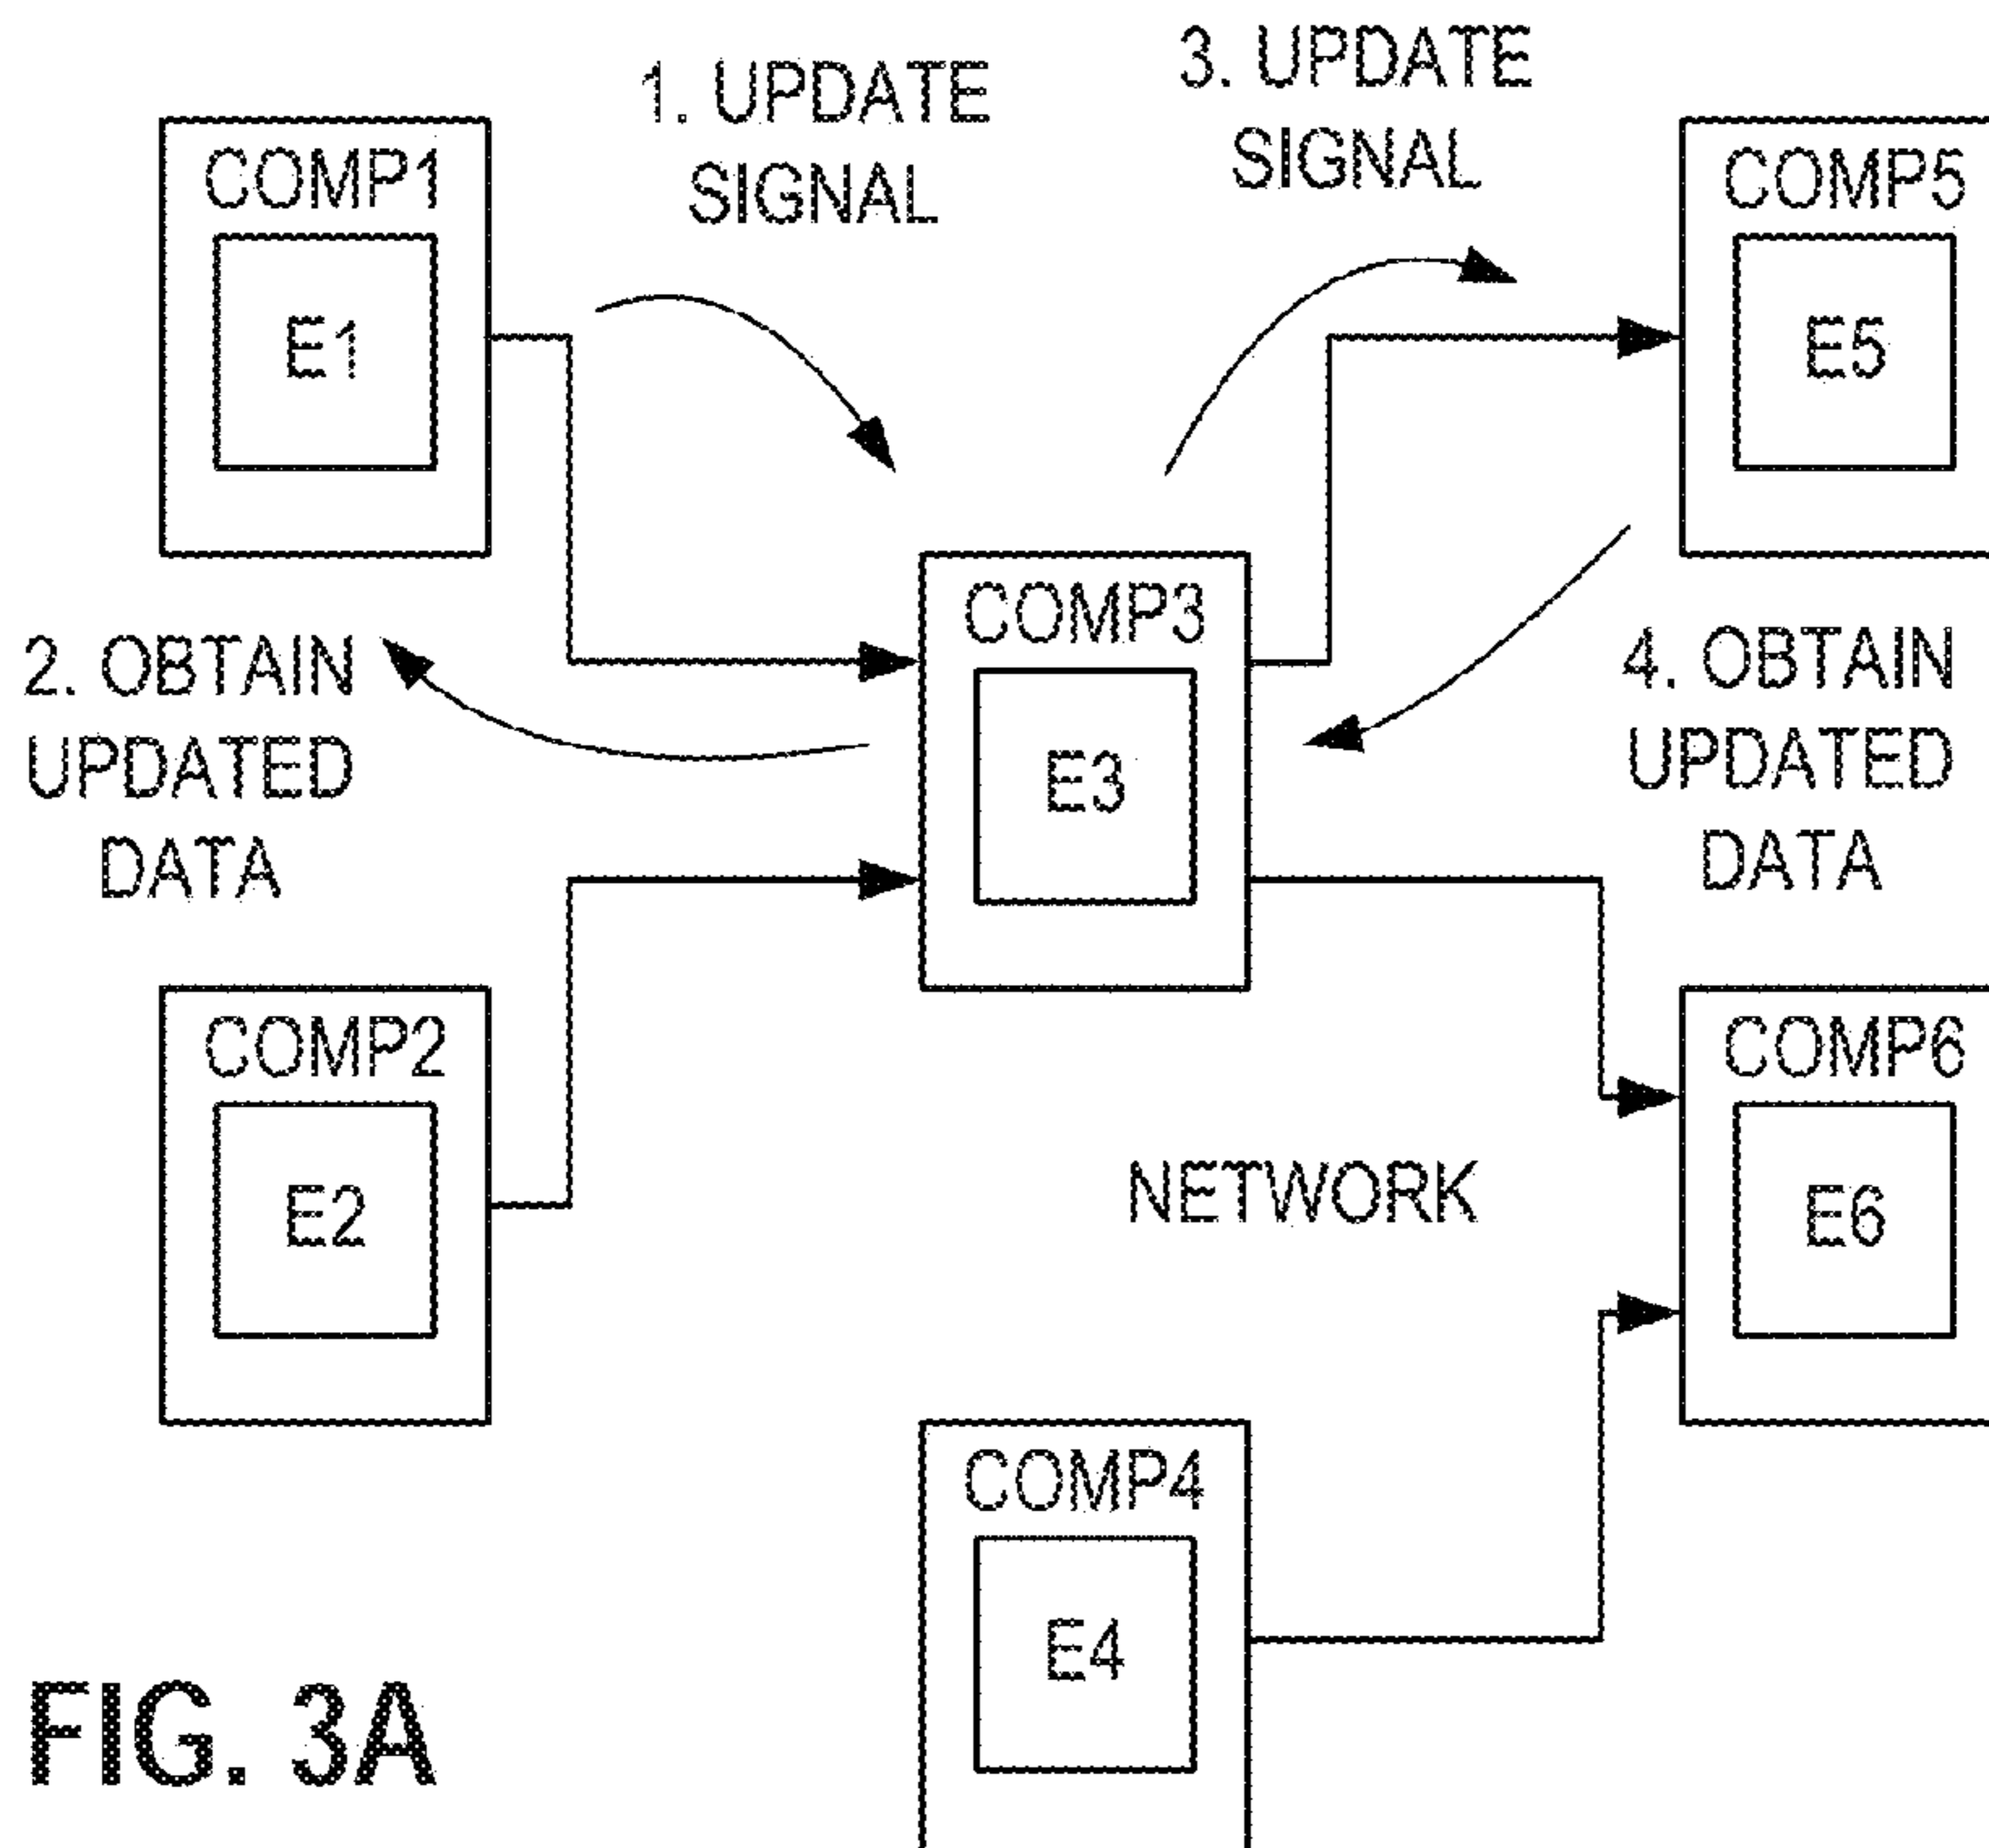 1. UPDATE
SIGNAL
3. UPDATE
SIGNAL
COMP1
E1
COMP5
E5
2. OBTAIN
UPDATED
DATA
COMP3
E3
4. OBTAIN
UPDATED
DATA
COMP2
E2
NETWORK
COMP6
E6
COMP4
E4
FIG. 3A